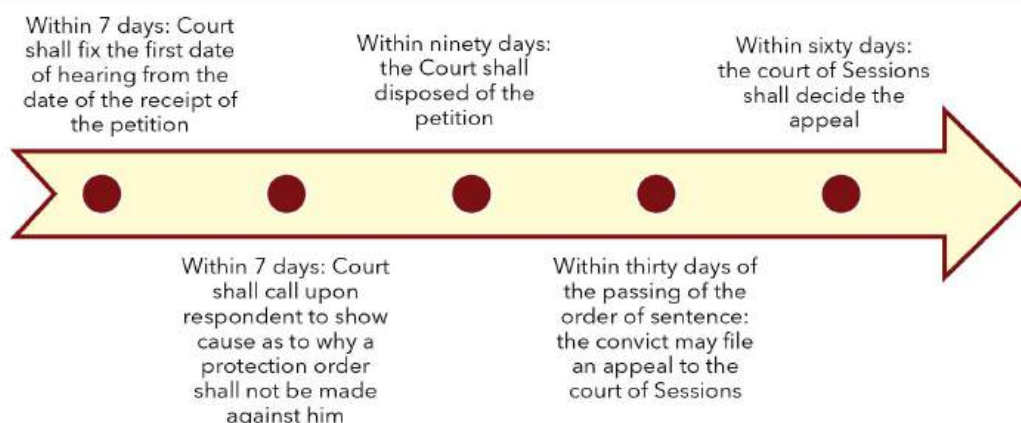 Within 7 days: Court
shall fix the first date
of hearing from the
date of the receipt of
the petition
Within 7 days: Court
shall call upon
respondent to show
cause as to why a
protection order
shall not be made
against him
Within ninety days:
the Court shall
disposed of the
petition
Within thirty days of
the passing of the
order of sentence:
the convict may file
an appeal to the
court of Sessions
Within sixty days:
the court of Sessions
shall decide the
appeal